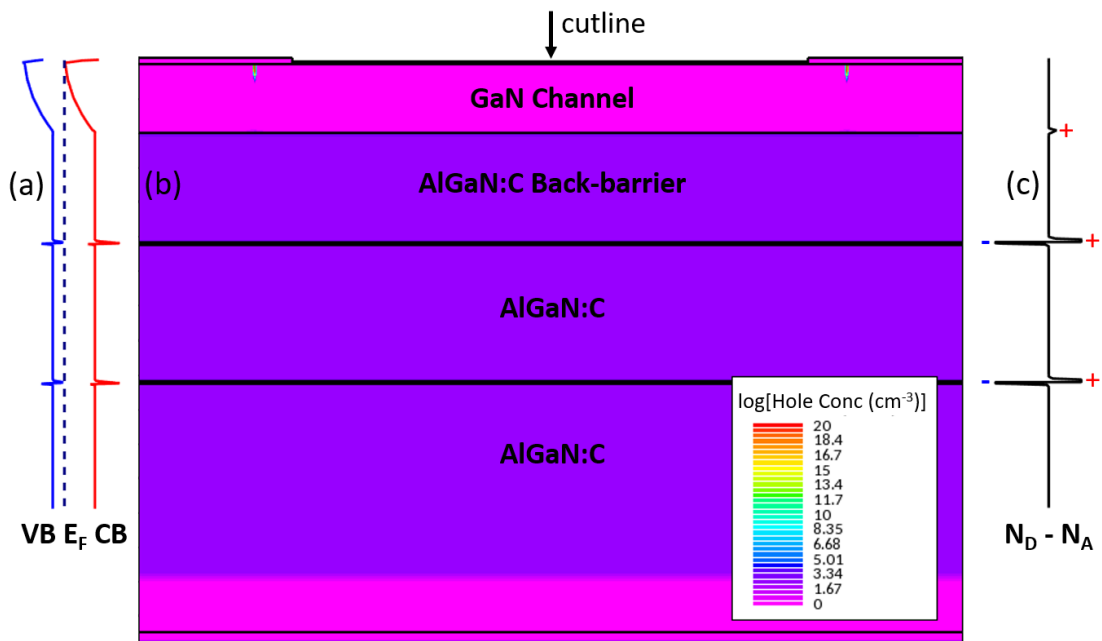 cutline
GaN Channel
+
(a)
(b)
AlGaN:C Back-barrier
(c)
- +
AlGaN:C
- +
log[Hole Conc (cm⁻³)]
20
18.4
16.7
15
13.4
11.7
10
8.35
6.68
5.01
3.34
1.67
0
AlGaN:C
VB E_F CB
N_D - N_A